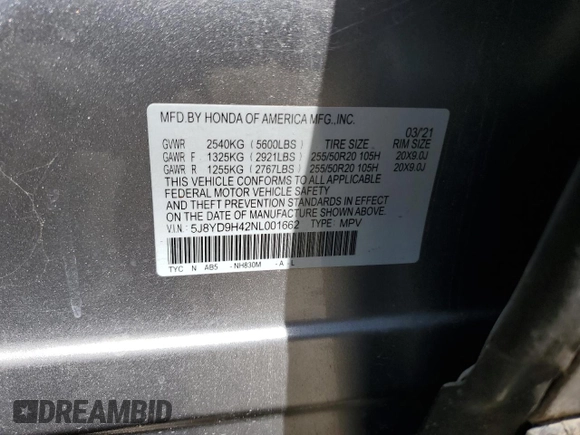 MFD.BY HONDA OF AMERICA MFG.,INC.
03/21
GVWR 2540KG (5600LBS) TIRE SIZE RIM SIZE
GAWR F 1325KG (2921LBS) 255/50R20 105H 20X9.0J
GAWR R 1255KG (2767LBS) 255/50R20 105H 20X9.0J
THIS VEHICLE CONFORMS TO ALL APPLICABLE
FEDERAL MOTOR VEHICLE SAFETY
AND THEFT PREVENTION STANDARDS IN EFFECT
ON THE DATE OF MANUFACTURE SHOWN ABOVE.
V.I.N.: 5J8YD9H42NL001662 TYPE: MPV
TYC N AB5 -NH830M -A -L
DREAMBID